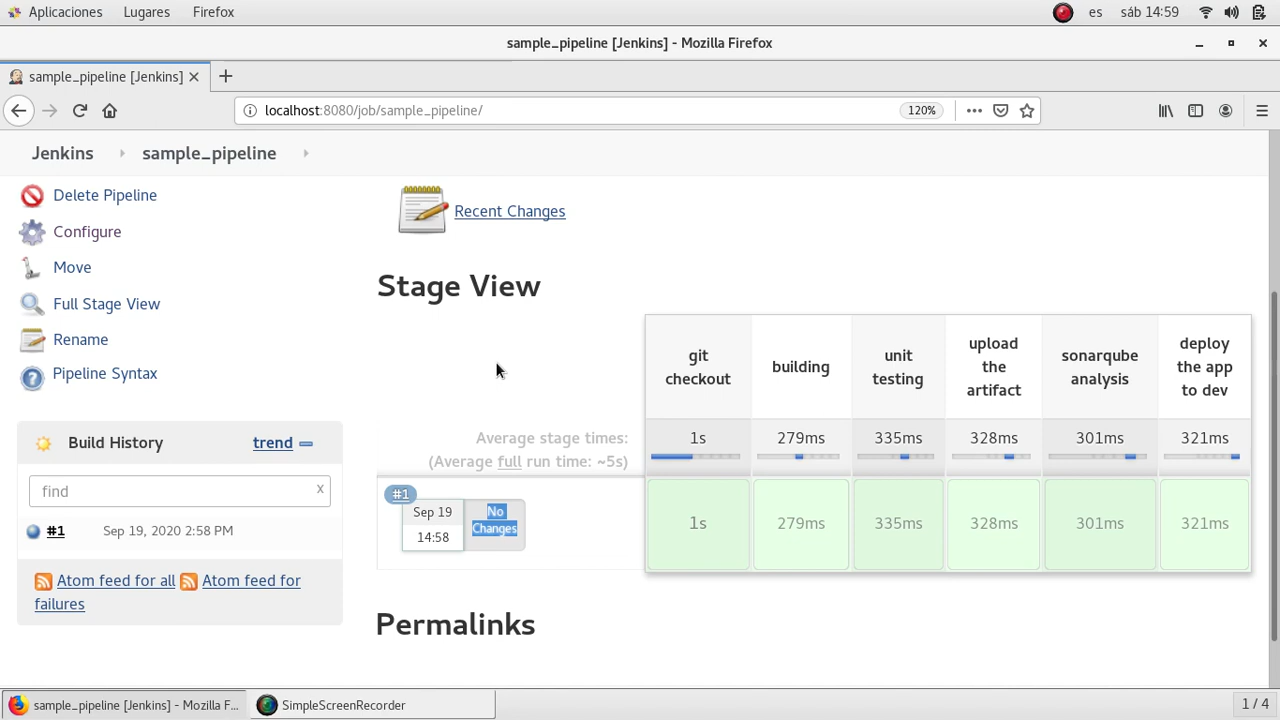 Aplicaciones Lugares Firefox es sáb 14:59
sample_pipeline [Jenkins] - Mozilla Firefox
sample_pipeline [Jenkins]
localhost:8080/job/sample_pipeline/ 120%
Jenkins sample_pipeline
Delete Pipeline
Configure
Move
Full Stage View
Rename
Pipeline Syntax
Build History trend
find x
#1 Sep 19, 2020 2:58 PM
Atom feed for all Atom feed for
failures
Recent Changes
Stage View
git
checkout
building
unit
testing
upload
the
artifact
sonarqube
analysis
deploy
the app
to dev
Average stage times:
(Average full run time: ~5s)
1s 279ms 335ms 328ms 301ms 321ms
#1
Sep 19
14:58
No
Changes
1s 279ms 335ms 328ms 301ms 321ms
Permalinks
sample_pipeline [Jenkins] - Mozilla F... SimpleScreenRecorder 1 / 4